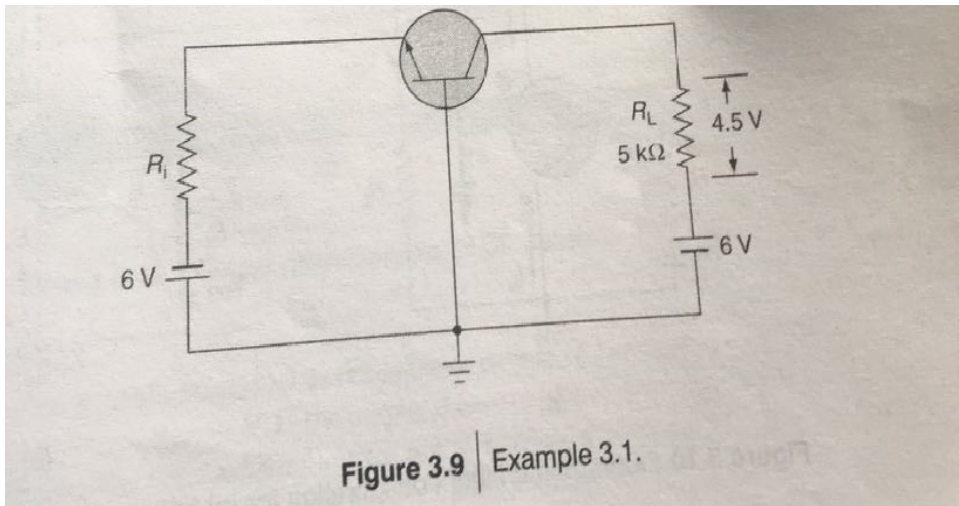 R_L
4.5 V
5 kΩ
R_i
6 V
6 V
Figure 3.9 | Example 3.1.